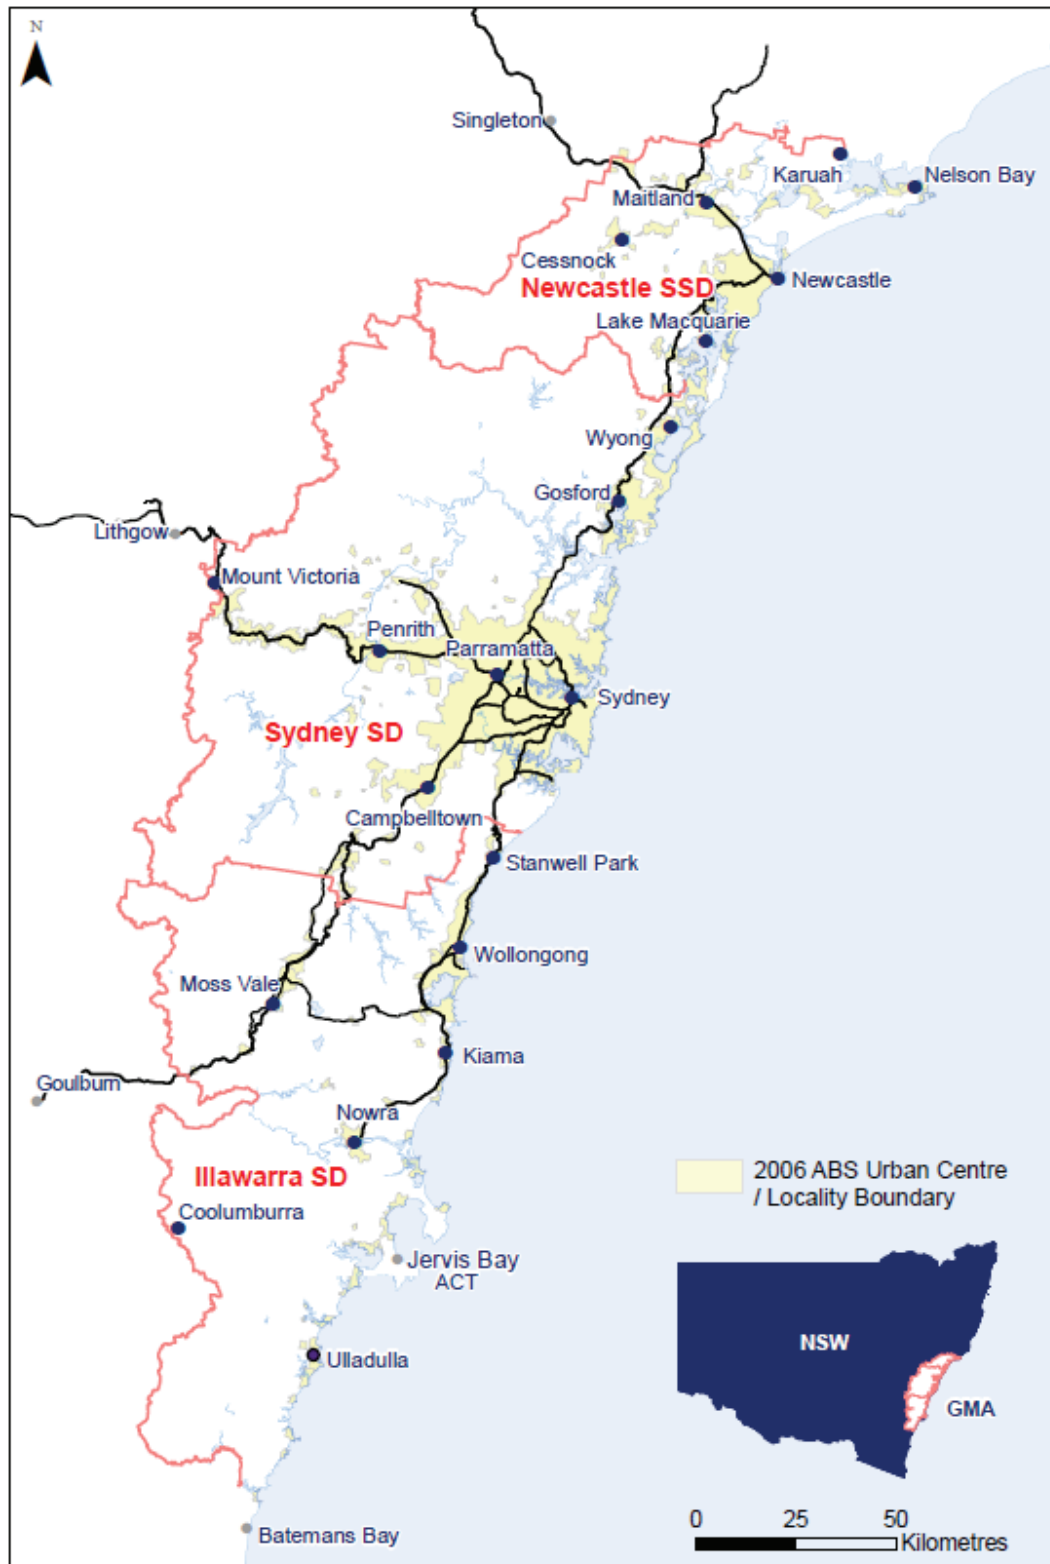 N
Singleton
Karuah
Nelson Bay
Maitland
Cessnock
Newcastle SSD
Newcastle
Lake Macquarie
Wyong
Gosford
Lithgow
Mount Victoria
Penrith
Parramatta
Sydney
Sydney SD
Campbelltown
Stanwell Park
Wollongong
Moss Vale
Kiama
Goulburn
Nowra
Illawarra SD
Coolumburra
Jervis Bay
ACT
Ulladulla
Batemans Bay
2006 ABS Urban Centre
/ Locality Boundary
NSW
GMA
0 25 50
Kilometres